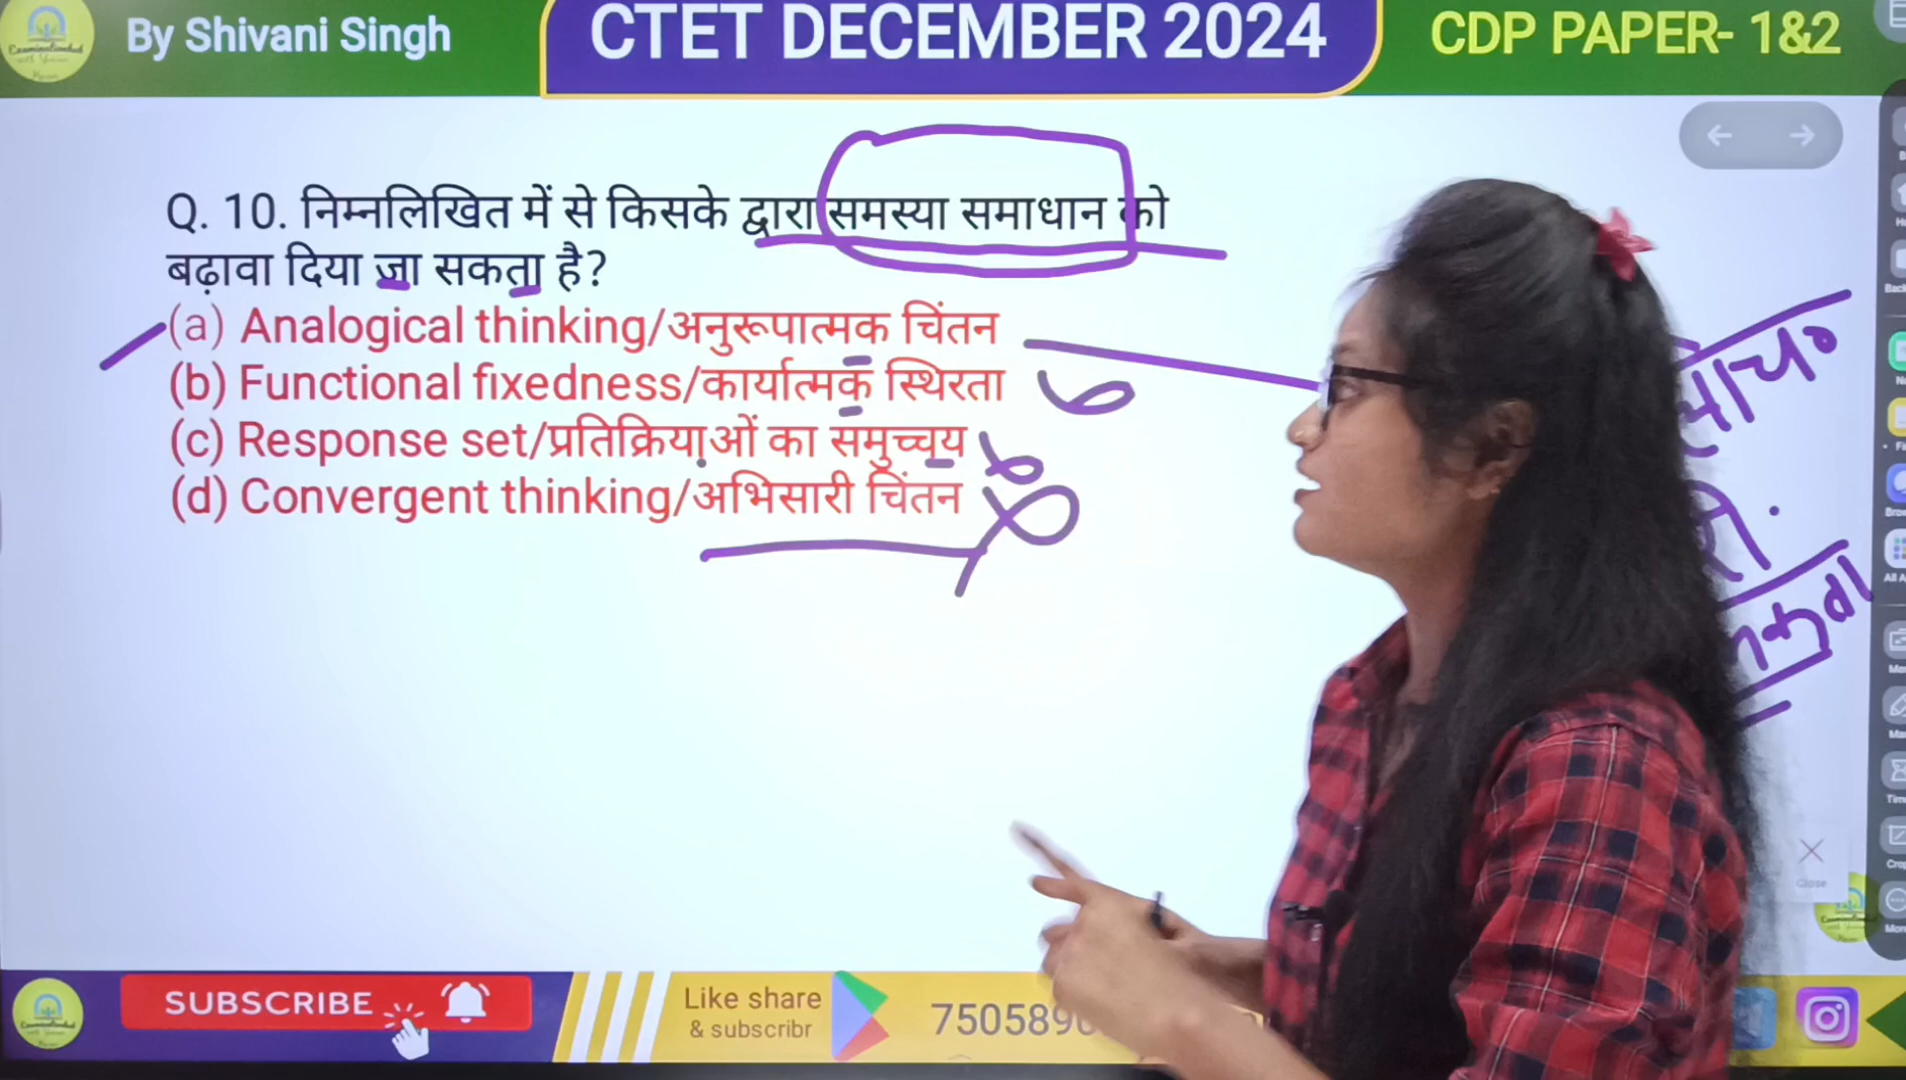 By Shivani Singh
CTET DECEMBER 2024
CDP PAPER- 1&2
Q. 10. निम्नलिखित में से किसके द्वारा समस्या समाधान को
बढ़ावा दिया जा सकता है?
(a) Analogical thinking/अनुरूपात्मक चिंतन
(b) Functional fixedness/कार्यात्मक स्थिरता
(c) Response set/प्रतिक्रियाओं का समुच्चय
(d) Convergent thinking/अभिसारी चिंतन
Close
SUBSCRIBE
Like share
& subscribr
750589